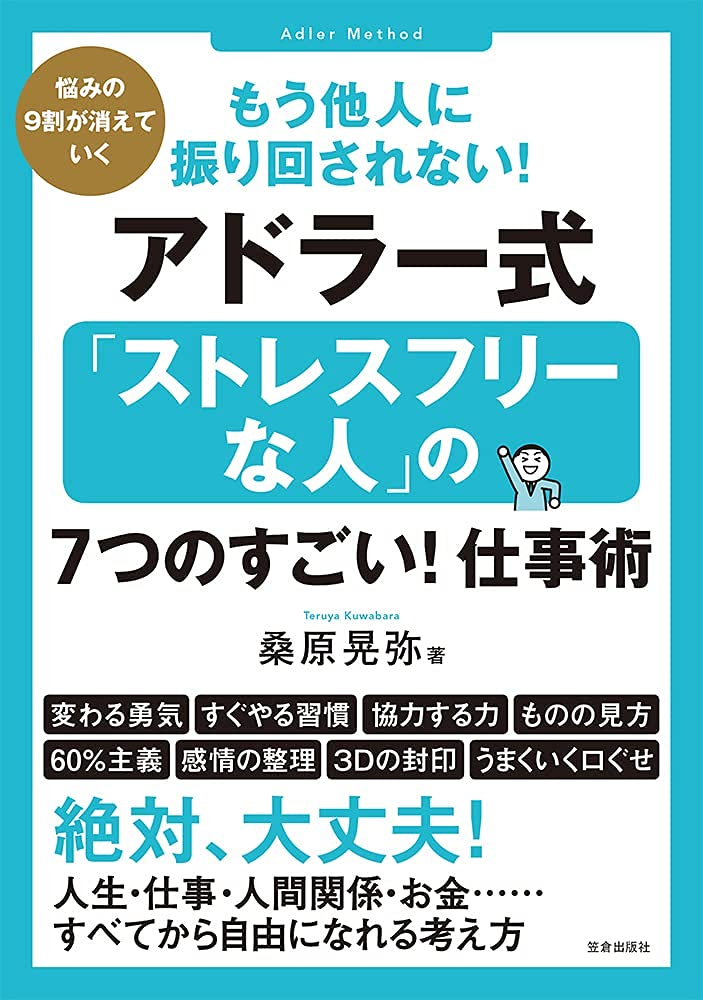 Adler Method
悩みの
9割が消えて
いく
もう他人に
振り回されない!
アドラー式
「ストレスフリー
な人」の
7つのすごい!仕事術
Teruya Kuwabara
桑原晃弥 著
変わる勇気 すぐやる習慣 協力する力 ものの見方
60%主義 感情の整理 3Dの封印 うまくいく口ぐせ
絶対、大丈夫!
人生・仕事・人間関係・お金……
すべてから自由になれる考え方
笠倉出版社